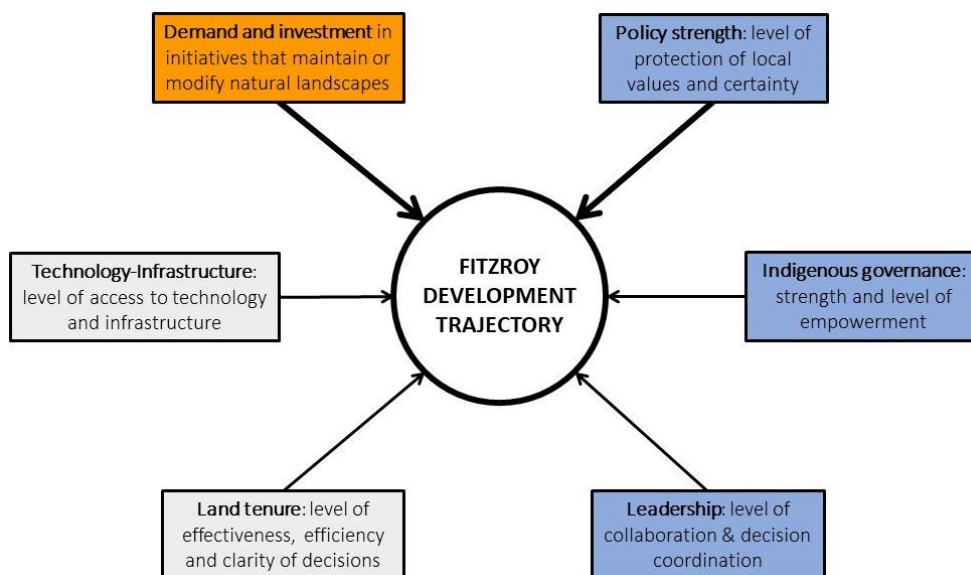 Demand and investment in
initiatives that maintain or
modify natural landscapes
Policy strength: level of
protection of local
values and certainty
Technology-Infrastructure:
level of access to technology
and infrastructure
FITZROY
DEVELOPMENT
TRAJECTORY
Indigenous governance:
strength and level of
empowerment
Land tenure: level of
effectiveness, efficiency
and clarity of decisions
Leadership: level of
collaboration & decision
coordination